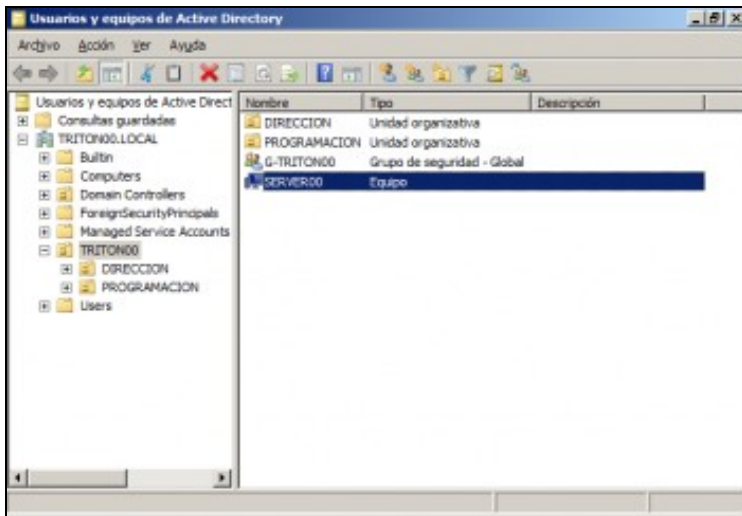 Usuarios y equipos de Active Directory
Archivo Acción Ver Ayuda
Usuarios y equipos de Active Direct
Consultas guardadas
TRITON00.LOCAL
Builtin
Computers
Domain Controllers
ForeignSecurityPrincipals
Managed Service Accounts
TRITON00
DIRECCION
PROGRAMACION
Users
Nombre Tipo Descripción
DIRECCION Unidad organizativa
PROGRAMACION Unidad organizativa
G-TRITON00 Grupo de seguridad - Global
SERVER00 Equipo